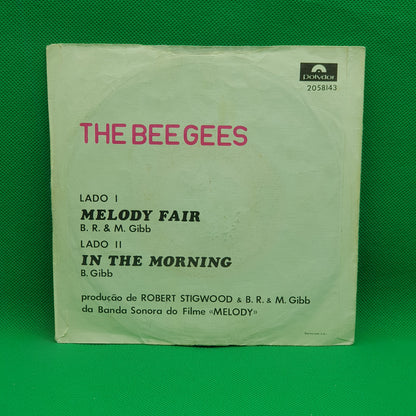 Polydor
2058143
THE BEE GEES
LADO I
MELODY FAIR
B. R. & M. Gibb
LADO II
IN THE MORNING
B. Gibb
produção de ROBERT STIGWOOD & B. R. & M. Gibb
da Banda Sonora do Filme «MELODY»